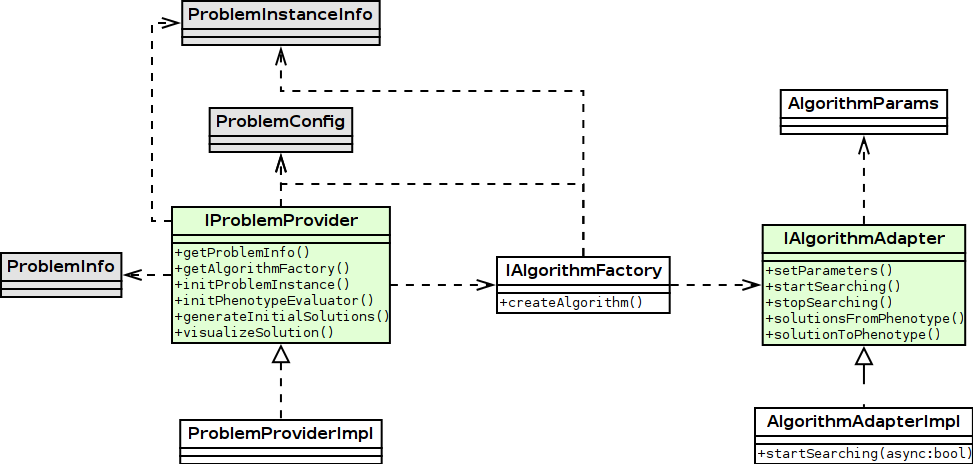 ProblemInstanceInfo
ProblemConfig
AlgorithmParams
IProblemProvider
+getProblemInfo()
+getAlgorithmFactory()
+initProblemInstance()
+initPhenotypeEvaluator()
+generateInitialSolutions()
+visualizeSolution()
ProblemInfo
IAlgorithmFactory
+createAlgorithm()
IAlgorithmAdapter
+setParameters()
+startSearching()
+stopSearching()
+solutionsFromPhenotype()
+solutionToPhenotype()
ProblemProviderImpl
AlgorithmAdapterImpl
+startSearching(async:bool)